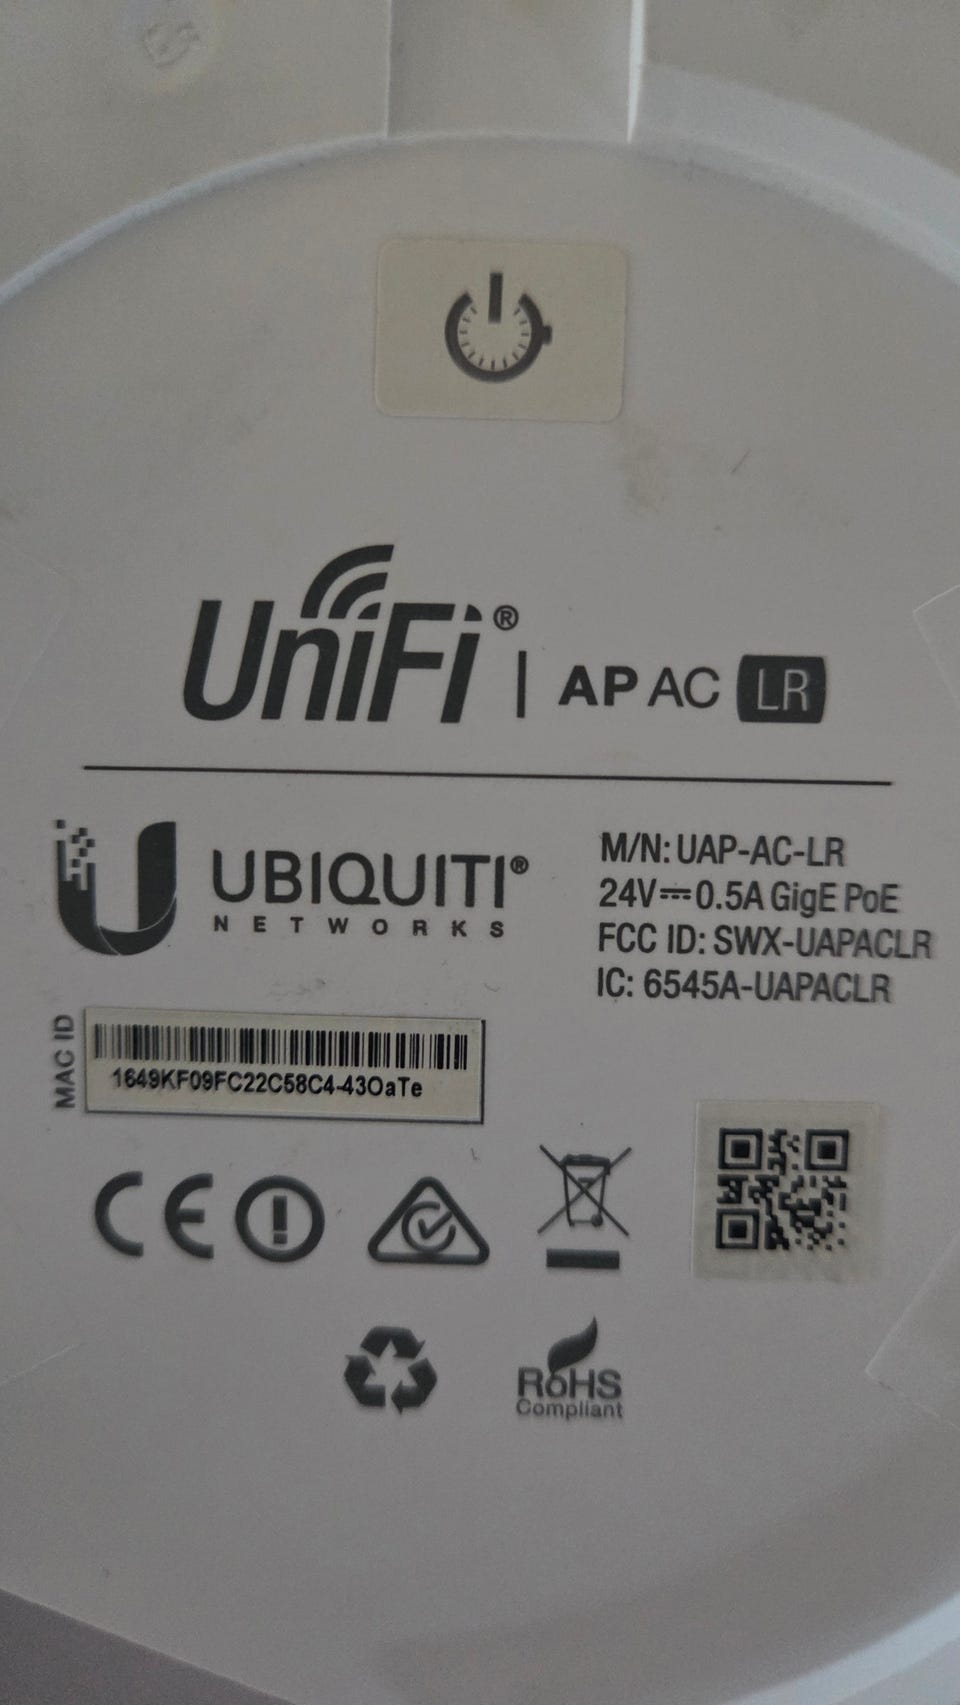 UniFi® | AP AC LR
UBIQUITI®
NETWORKS
M/N: UAP-AC-LR
24V⎓0.5A GigE PoE
FCC ID: SWX-UAPACLR
IC: 6545A-UAPACLR
MAC ID
1649KF09FC22C58C4-43OaTe
CE
RoHS
Compliant